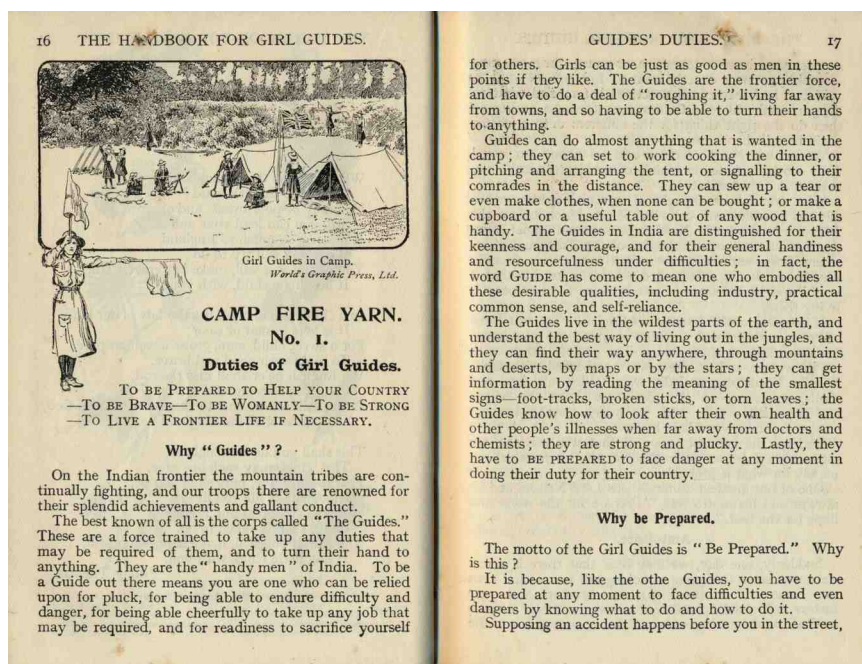 16 THE HANDBOOK FOR GIRL GUIDES.
Girl Guides in Camp.
World's Graphic Press, Ltd.
CAMP FIRE YARN.
No. 1.
Duties of Girl Guides.
TO BE PREPARED TO HELP YOUR COUNTRY
—TO BE BRAVE—TO BE WOMANLY—TO BE STRONG
—TO LIVE A FRONTIER LIFE IF NECESSARY.
Why "Guides"?
On the Indian frontier the mountain tribes are con-
tinually fighting, and our troops there are renowned for
their splendid achievements and gallant conduct.
The best known of all is the corps called "The Guides."
These are a force trained to take up any duties that
may be required of them, and to turn their hand to
anything. They are the "handy men" of India. To be
a Guide out there means you are one who can be relied
upon for pluck, for being able to endure difficulty and
danger, for being able cheerfully to take up any job that
may be required, and for readiness to sacrifice yourself
GUIDES' DUTIES. 17
for others. Girls can be just as good as men in these
points if they like. The Guides are the frontier force,
and have to do a deal of "roughing it," living far away
from towns, and so having to be able to turn their hands
to anything.
Guides can do almost anything that is wanted in the
camp; they can set to work cooking the dinner, or
pitching and arranging the tent, or signalling to their
comrades in the distance. They can sew up a tear or
even make clothes, when none can be bought; or make a
cupboard or a useful table out of any wood that is
handy. The Guides in India are distinguished for their
keenness and courage, and for their general handiness
and resourcefulness under difficulties; in fact, the
word GUIDE has come to mean one who embodies all
these desirable qualities, including industry, practical
common sense, and self-reliance.
The Guides live in the wildest parts of the earth, and
understand the best way of living out in the jungles, and
they can find their way anywhere, through mountains
and deserts, by maps or by the stars; they can get
information by reading the meaning of the smallest
signs—foot-tracks, broken sticks, or torn leaves; the
Guides know how to look after their own health and
other people's illnesses when far away from doctors and
chemists; they are strong and plucky. Lastly, they
have to BE PREPARED to face danger at any moment in
doing their duty for their country.
Why be Prepared.
The motto of the Girl Guides is "Be Prepared." Why
is this?
It is because, like the othe Guides, you have to be
prepared at any moment to face difficulties and even
dangers by knowing what to do and how to do it.
Supposing an accident happens before you in the street,